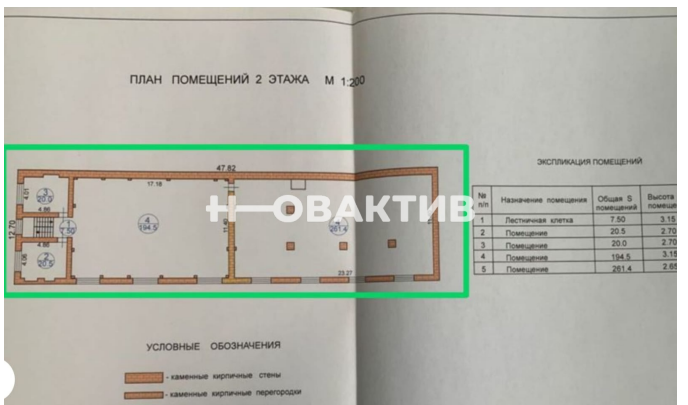 ПЛАН ПОМЕЩЕНИЙ 2 ЭТАЖА М 1:200
47.82
17.18
4.01
3
20.0
4.86
12.70
7.50
4.86
4.06
2
20.5
4
194.5
261.4
23.27
НОВАКТИВ
ЭКСПЛИКАЦИЯ ПОМЕЩЕНИЙ
№ п/п Назначение помещения Общая S помещений Высота помеще
1 Лестничная клетка 7.50 3.15
2 Помещение 20.5 2.70
3 Помещение 20.0 2.70
4 Помещение 194.5 3.15
5 Помещение 261.4 2.65
УСЛОВНЫЕ ОБОЗНАЧЕНИЯ
- каменные кирпичные стены
- каменные кирпичные перегородки